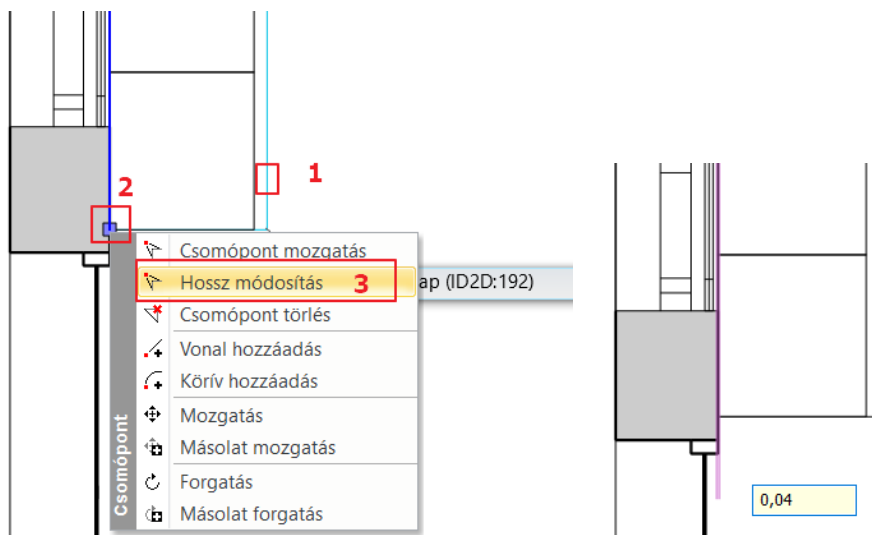 1
2
Csomópont mozgatás
Hossz módosítás 3
ap (ID2D:192)
Csomópont törlés
Vonal hozzáadás
Körív hozzáadás
Mozgatás
Másolat mozgatás
Forgatás
Másolat forgatás
Csomópont
0,04